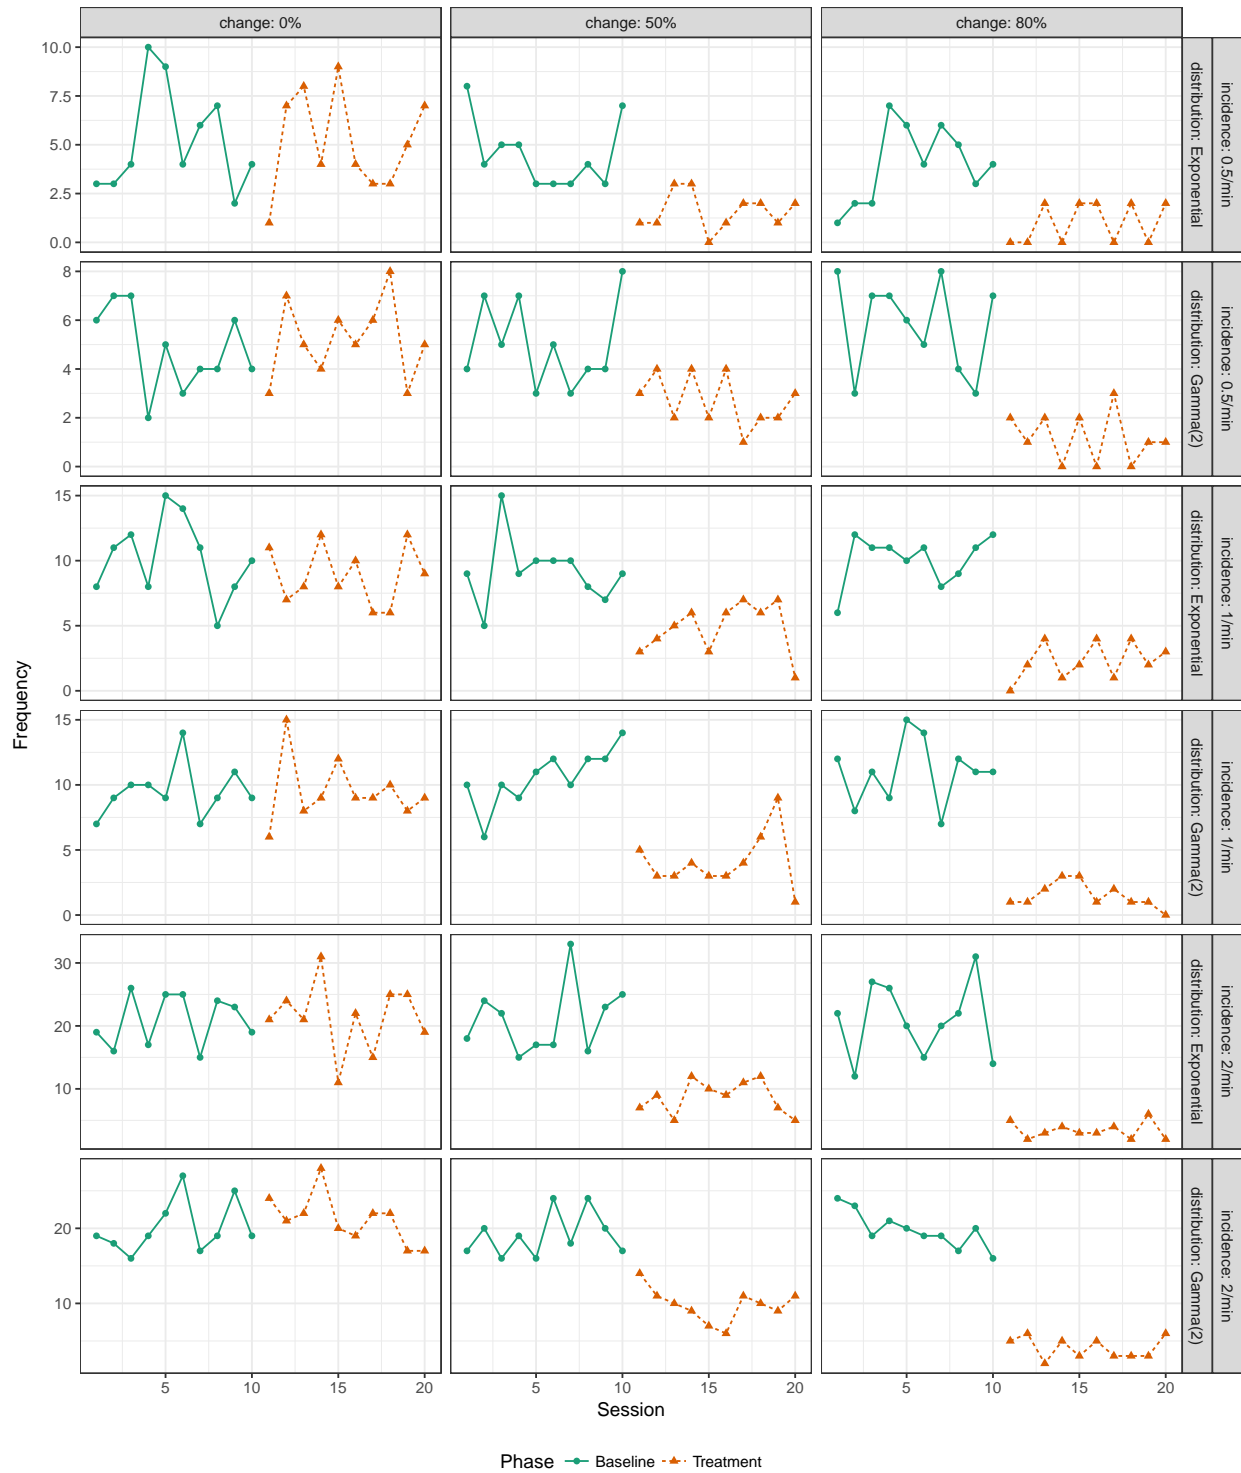 change: 0% change: 50% change: 80%
10.0
7.5
5.0
2.5
0.0
distribution: Exponential
incidence: 0.5/min
8
6
4
2
0
distribution: Gamma(2)
incidence: 0.5/min
15
10
5
0
distribution: Exponential
incidence: 1/min
Frequency
15
10
5
0
distribution: Gamma(2)
incidence: 1/min
30
20
10
distribution: Exponential
incidence: 2/min
20
10
distribution: Gamma(2)
incidence: 2/min
5 10 15 20 5 10 15 20 5 10 15 20
Session
Phase Baseline Treatment